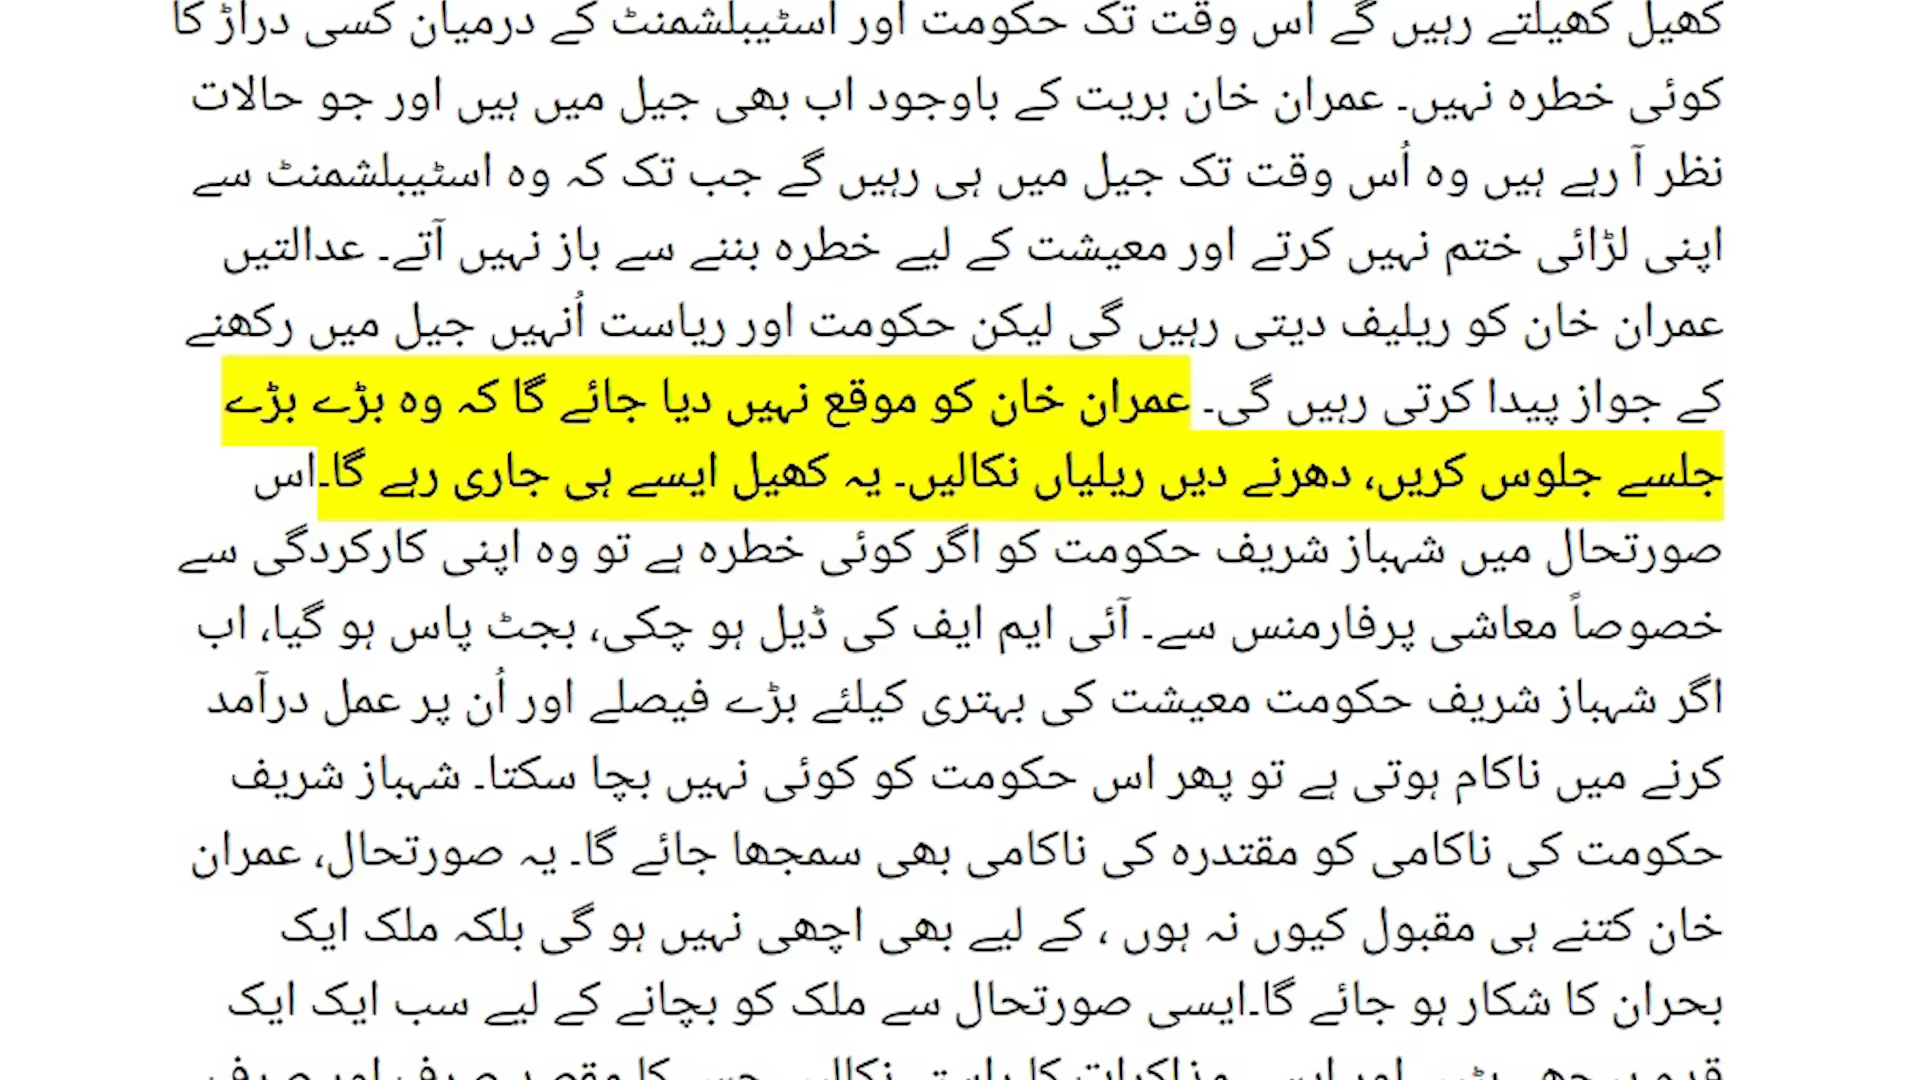 کھیل کھیلتے رہیں گے اس وقت تک حکومت اور اسٹیبلشمنٹ کے درمیان کسی دراڑ کا
کوئی خطرہ نہیں۔ عمران خان بریت کے باوجود اب بھی جیل میں ہیں اور جو حالات
نظر آ رہے ہیں وہ اُس وقت تک جیل میں ہی رہیں گے جب تک کہ وہ اسٹیبلشمنٹ سے
اپنی لڑائی ختم نہیں کرتے اور معیشت کے لیے خطرہ بننے سے باز نہیں آتے۔ عدالتیں
عمران خان کو ریلیف دیتی رہیں گی لیکن حکومت اور ریاست اُنہیں جیل میں رکھنے
کے جواز پیدا کرتی رہیں گی۔ عمران خان کو موقع نہیں دیا جائے گا کہ وہ بڑے بڑے
جلسے جلوس کریں، دھرنے دیں ریلیاں نکالیں۔ یہ کھیل ایسے ہی جاری رہے گا۔اس
صورتحال میں شہباز شریف حکومت کو اگر کوئی خطرہ ہے تو وہ اپنی کارکردگی سے
خصوصاً معاشی پرفارمنس سے۔ آئی ایم ایف کی ڈیل ہو چکی، بجٹ پاس ہو گیا، اب
اگر شہباز شریف حکومت معیشت کی بہتری کیلئے بڑے فیصلے اور اُن پر عمل درآمد
کرنے میں ناکام ہوتی ہے تو پھر اس حکومت کو کوئی نہیں بچا سکتا۔ شہباز شریف
حکومت کی ناکامی کو مقتدرہ کی ناکامی بھی سمجھا جائے گا۔ یہ صورتحال، عمران
خان کتنے ہی مقبول کیوں نہ ہوں ، کے لیے بھی اچھی نہیں ہو گی بلکہ ملک ایک
بحران کا شکار ہو جائے گا۔ایسی صورتحال سے ملک کو بچانے کے لیے سب ایک ایک
مذاکرات کا راستہ نکالیں جس کا مقصد صرف اور صرف